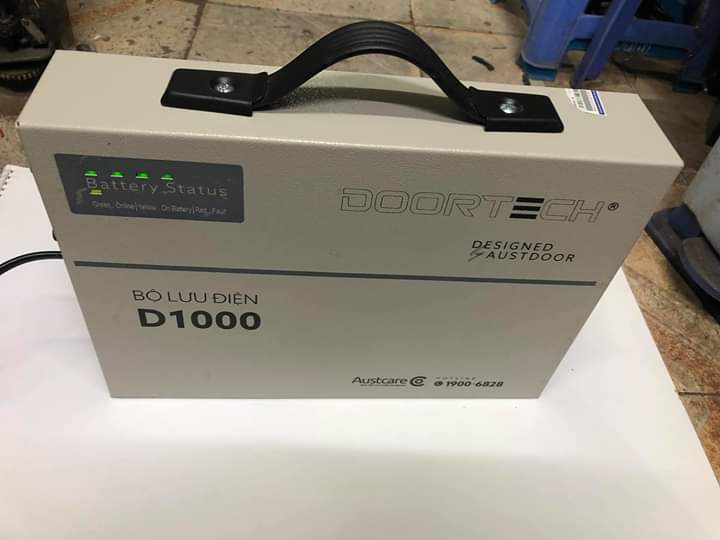 Battery Status
Green: Online|Yellow: On Battery|Red: Fault
DOORTECH®
DESIGNED
by AUSTDOOR
BỘ LƯU ĐIỆN
D1000
Austcare
HOTLINE
1900-6828